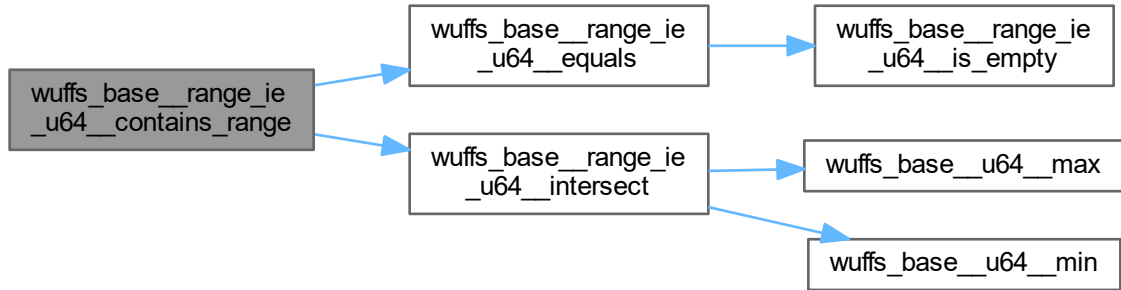 wuffs_base__range_ie
_u64__contains_range
wuffs_base__range_ie
_u64__equals
wuffs_base__range_ie
_u64__is_empty
wuffs_base__range_ie
_u64__intersect
wuffs_base__u64__max
wuffs_base__u64__min